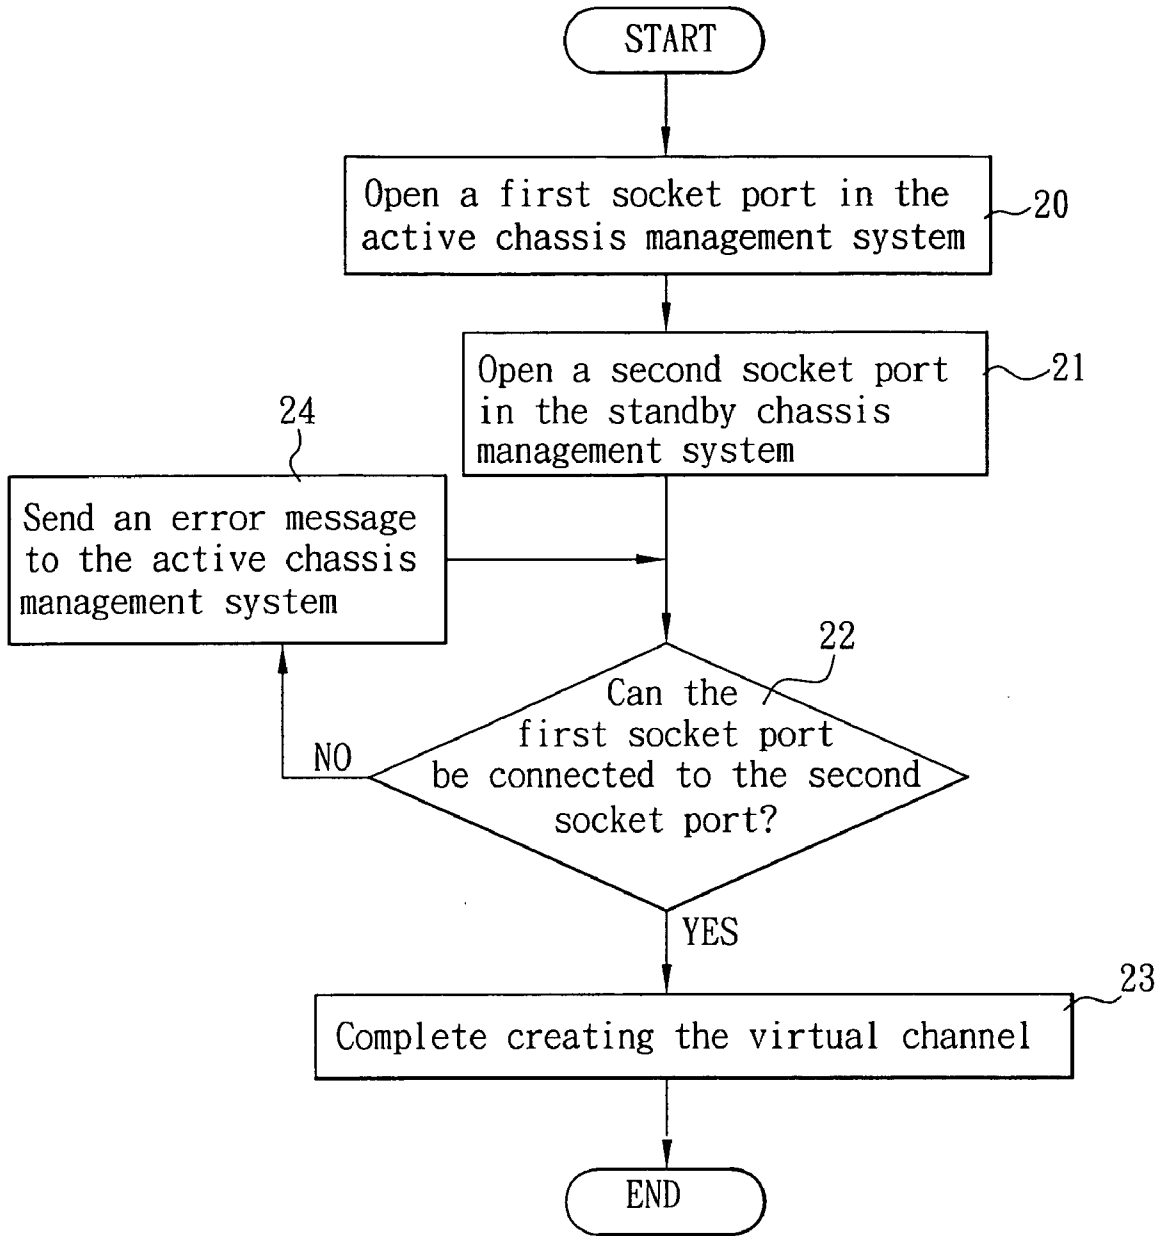 START
Open a first socket port in the
active chassis management system
20
Open a second socket port
in the standby chassis
management system
21
24
Send an error message
to the active chassis
management system
22
Can the
first socket port
be connected to the second
socket port?
NO
YES
23
Complete creating the virtual channel
END